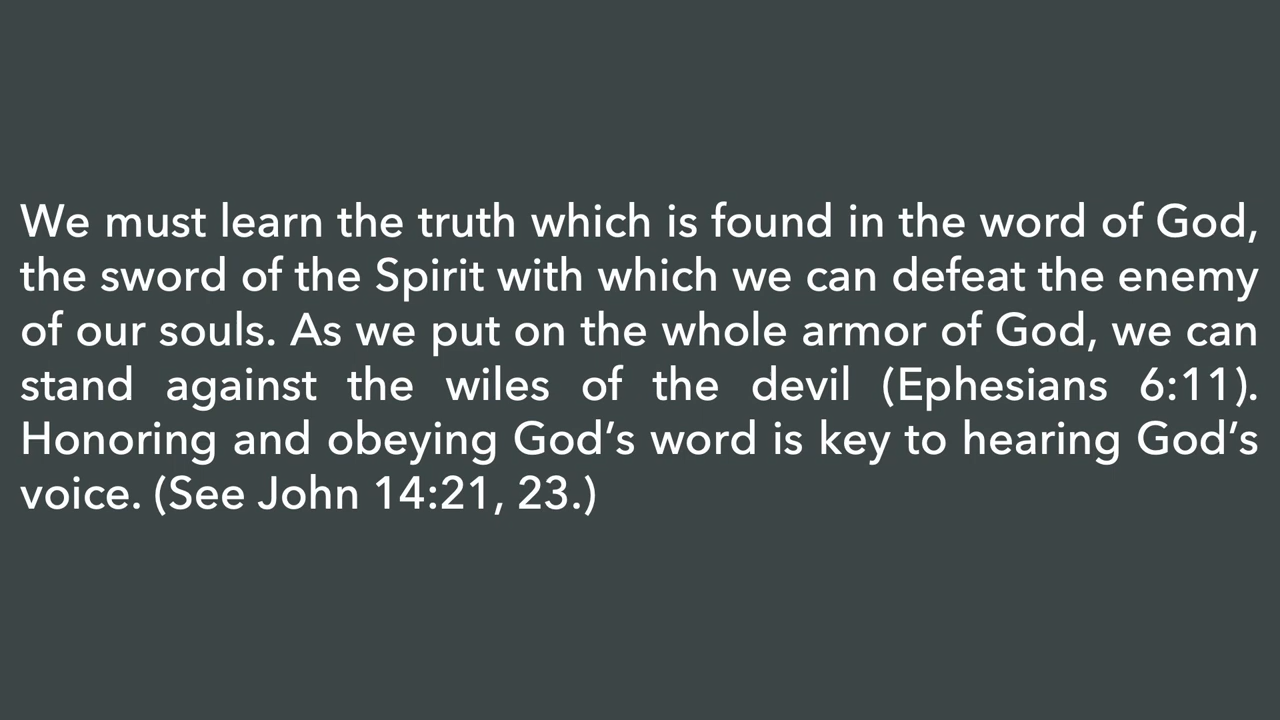 We must learn the truth which is found in the word of God,
the sword of the Spirit with which we can defeat the enemy
of our souls. As we put on the whole armor of God, we can
stand against the wiles of the devil (Ephesians 6:11).
Honoring and obeying God’s word is key to hearing God’s
voice. (See John 14:21, 23.)